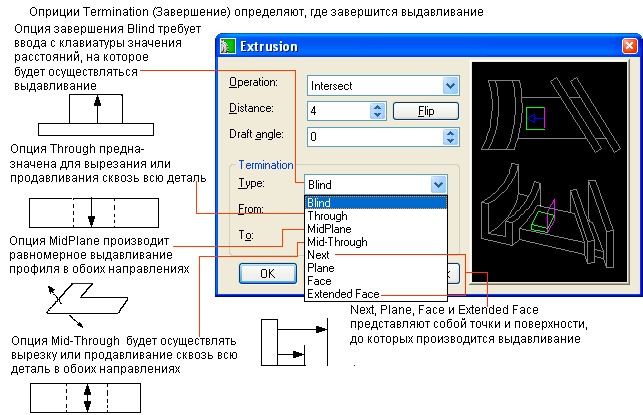 Оприции Termination (Завершение) определяют, где завершится выдавливание
Опция завершения Blind требует
ввода с клавиатуры значения
расстояний, на которое
будет осуществляться
выдавливание
Опция Through предна-
значена для вырезания или
продавливания сквозь всю деталь
Опция MidPlane производит
равномерное выдавливание
профиля в обоих направлениях
Опция Mid-Through будет осуществлять
вырезку или продавливание сквозь всю
деталь в обоих направлениях
Extrusion
Operation: Intersect
Distance: 4 Flip
Draft angle: 0
Termination
Type: Blind
Blind
From: Through
MidPlane
To: Mid-Through
Next
OK Plane
Face
Extended Face
Next, Plane, Face и Extended Face
представляют собой точки и поверхности,
до которых производится выдавливание